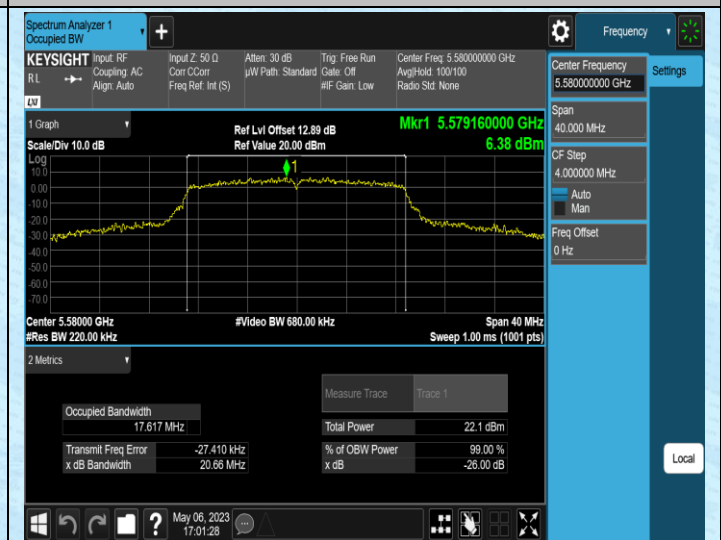 Spectrum Analyzer 1
Occupied BW
Frequency
KEYSIGHT
R L
LXI
Input: RF
Coupling: AC
Align: Auto
Input Z: 50 Ω
Corr CCorr
Freq Ref: Int (S)
Atten: 30 dB
µW Path: Standard
Trig: Free Run
Gate: Off
#IF Gain: Low
Center Freq: 5.580000000 GHz
Avg|Hold: 100/100
Radio Std: None
Center Frequency
5.580000000 GHz
Settings
Span
40.000 MHz
CF Step
4.000000 MHz
Auto
Man
Freq Offset
0 Hz
1 Graph
Scale/Div 10.0 dB
Ref Lvl Offset 12.89 dB
Ref Value 20.00 dBm
Mkr1 5.579160000 GHz
6.38 dBm
Log
10.0
0.00
-10.0
-20.0
-30.0
-40.0
-50.0
-60.0
-70.0
1
Center 5.58000 GHz
#Res BW 220.00 kHz
#Video BW 680.00 kHz
Span 40 MHz
Sweep 1.00 ms (1001 pts)
2 Metrics
Measure Trace Trace 1
Occupied Bandwidth
17.617 MHz
Total Power 22.1 dBm
Transmit Freq Error -27.410 kHz
% of OBW Power 99.00 %
x dB Bandwidth 20.66 MHz
x dB -26.00 dB
Local
?
May 06, 2023
17:01:28